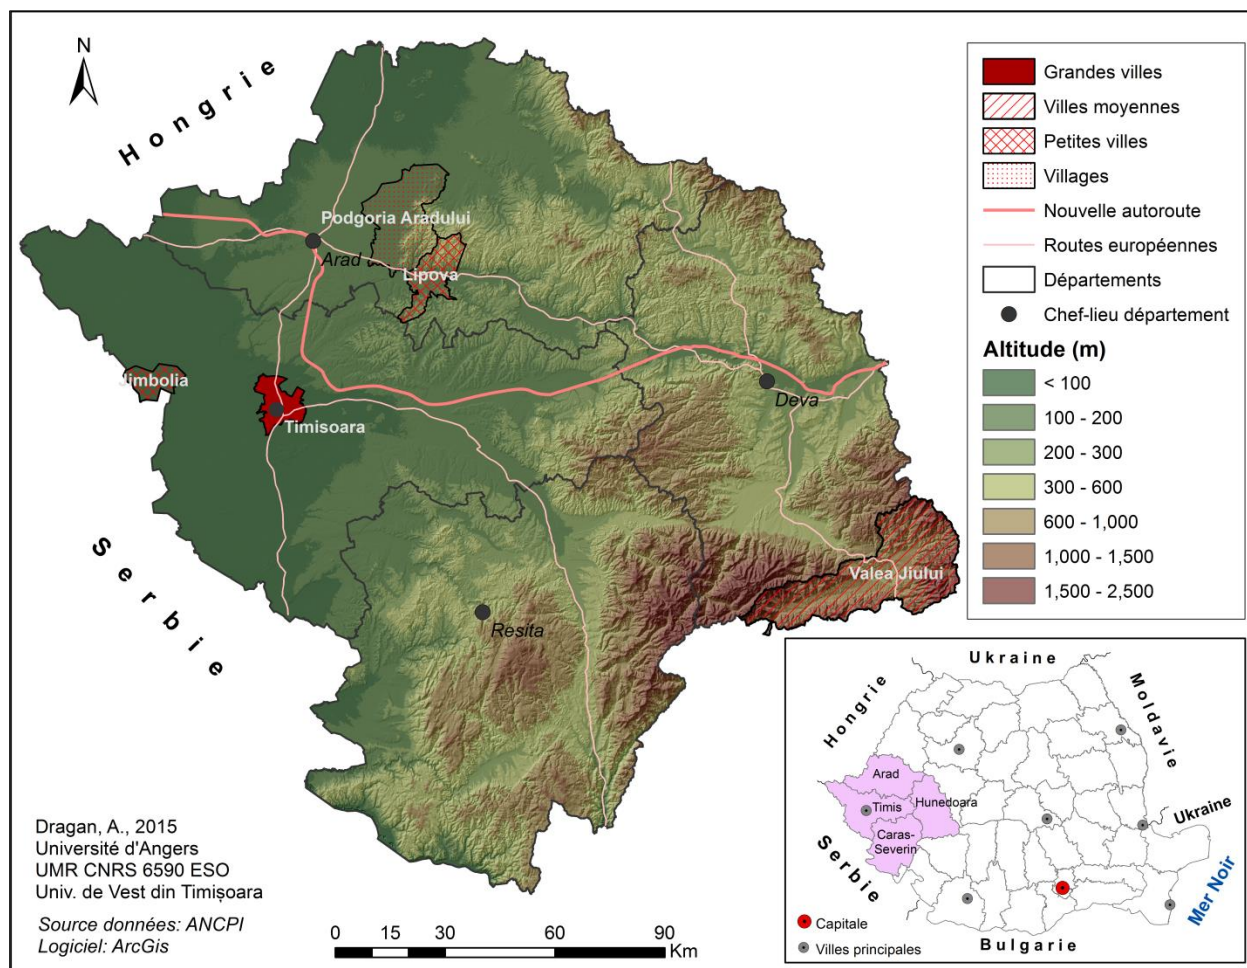 N
Hongrie
Serbie
Podgoria Aradului
Arad
Lipova
Jimbolia
Timisoara
Deva
Valea Jiului
Resita
Grandes villes
Villes moyennes
Petites villes
Villages
Nouvelle autoroute
Routes européennes
Départements
Chef-lieu département
Altitude (m)
< 100
100 - 200
200 - 300
300 - 600
600 - 1,000
1,000 - 1,500
1,500 - 2,500
Dragan, A., 2015
Université d'Angers
UMR CNRS 6590 ESO
Univ. de Vest din Timișoara
Source données: ANCPI
Logiciel: ArcGis
0 15 30 60 90
Km
Ukraine
Hongrie
Moldavie
Arad
Timis
Hunedoara
Caras-
Severin
Ukraine
Serbie
Mer Noir
Bulgarie
Capitale
Villes principales